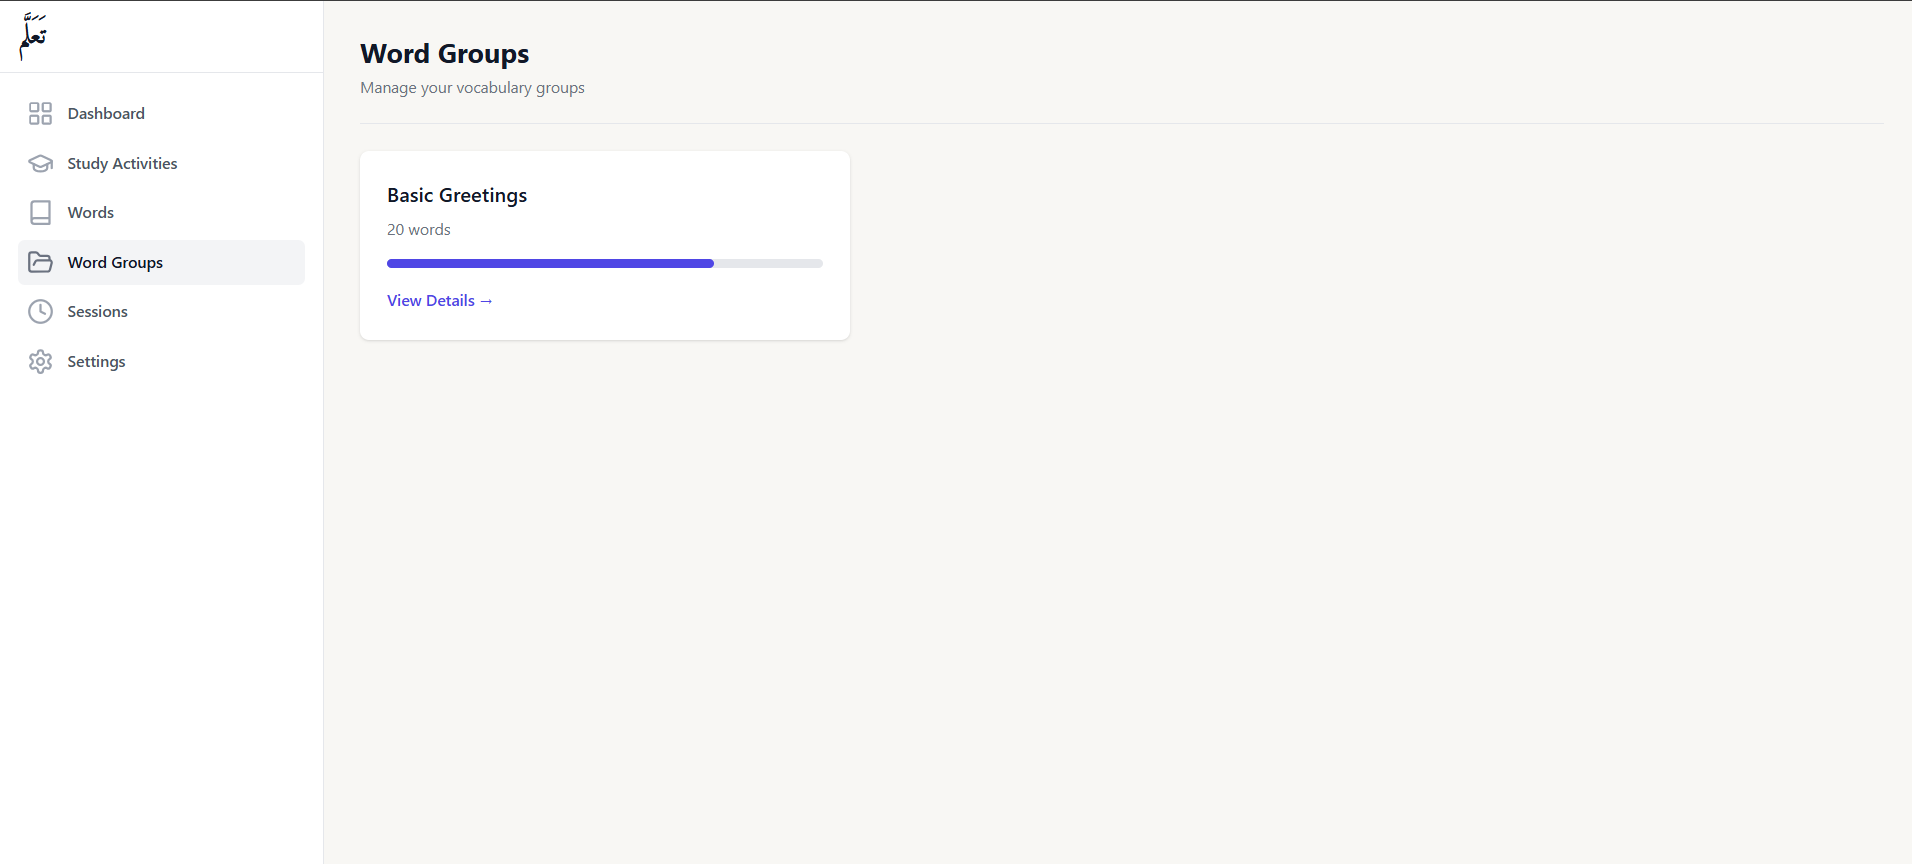 تَعَلَّم
Dashboard
Study Activities
Words
Word Groups
Sessions
Settings
Word Groups
Manage your vocabulary groups
Basic Greetings
20 words
View Details →